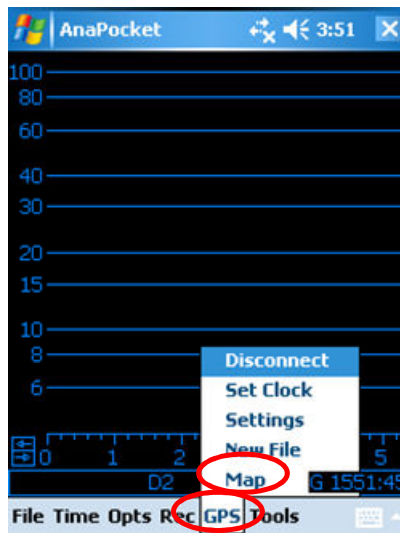 AnaPocket 3:51
100
80
60
40
30
20
15
10
8
6
Disconnect
Set Clock
Settings
New File
Map
0 1 2 5
D2 G 1551:45
File Time Opts Rec GPS Tools